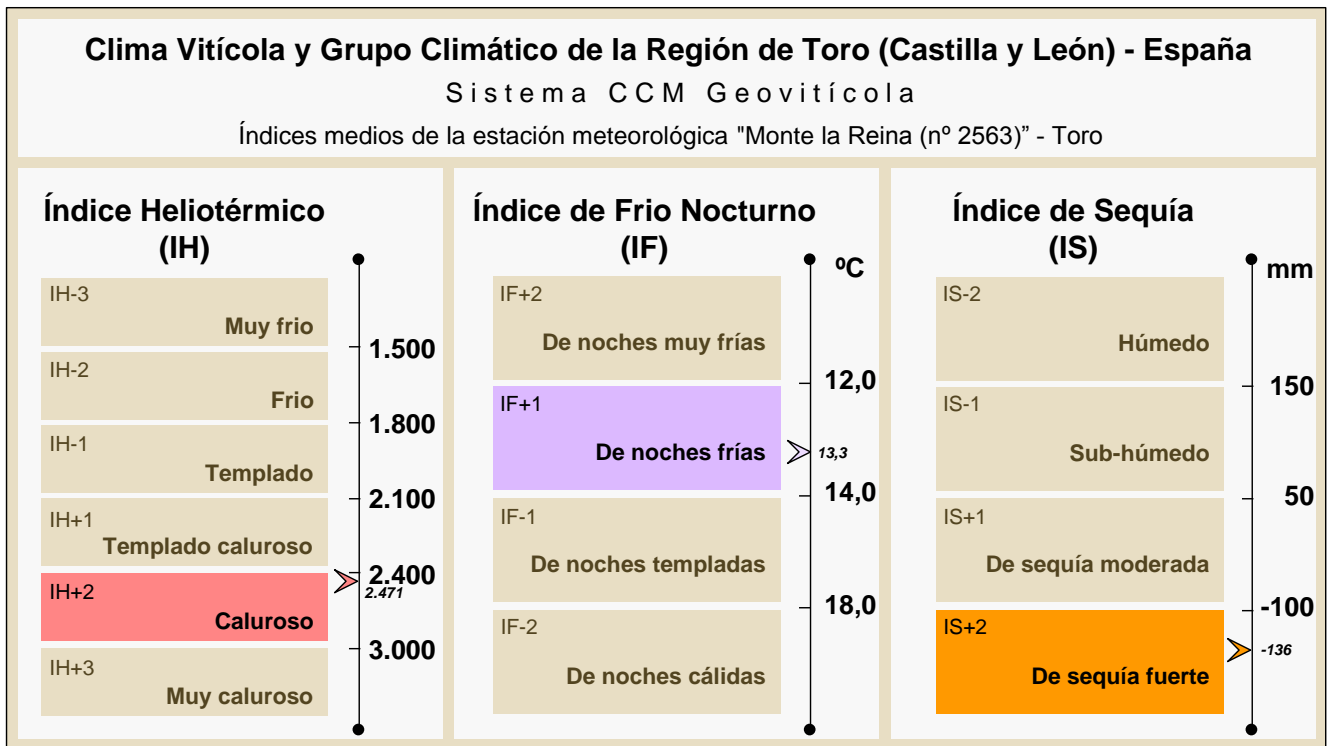 Clima Vitícola y Grupo Climático de la Región de Toro (Castilla y León) - España
Sistema CCM Geovitícola
Índices medios de la estación meteorológica "Monte la Reina (nº 2563)” - Toro
Índice Heliotérmico
(IH)
IH-3
Muy frio
1.500
IH-2
Frio
1.800
IH-1
Templado
2.100
IH+1
Templado caluroso
2.400
2.471
IH+2
Caluroso
3.000
IH+3
Muy caluroso
Índice de Frio Nocturno
(IF)
ºC
IF+2
De noches muy frías
12,0
IF+1
De noches frías
13,3
14,0
IF-1
De noches templadas
18,0
IF-2
De noches cálidas
Índice de Sequía
(IS)
mm
IS-2
Húmedo
150
IS-1
Sub-húmedo
50
IS+1
De sequía moderada
-100
IS+2
-136
De sequía fuerte